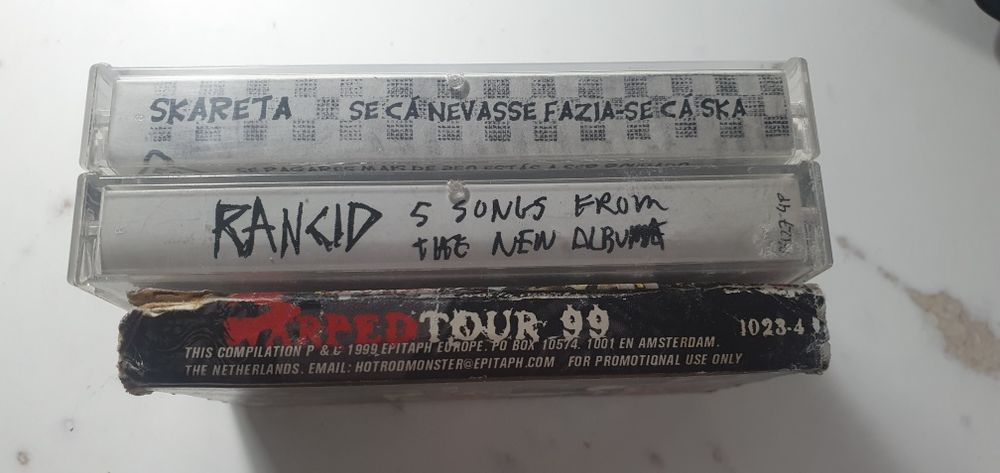 SKARETA SE CÁ NEVASSE FAZIA-SE CÁ SKA
RANCID 5 SONGS FROM
THE NEW ALBUM
WARPED TOUR 99
1023-4
THIS COMPILATION P & C 1999 EPITAPH EUROPE. PO BOX 10574. 1001 EN AMSTERDAM.
THE NETHERLANDS. EMAIL: HOTRODMONSTER@EPITAPH.COM FOR PROMOTIONAL USE ONLY